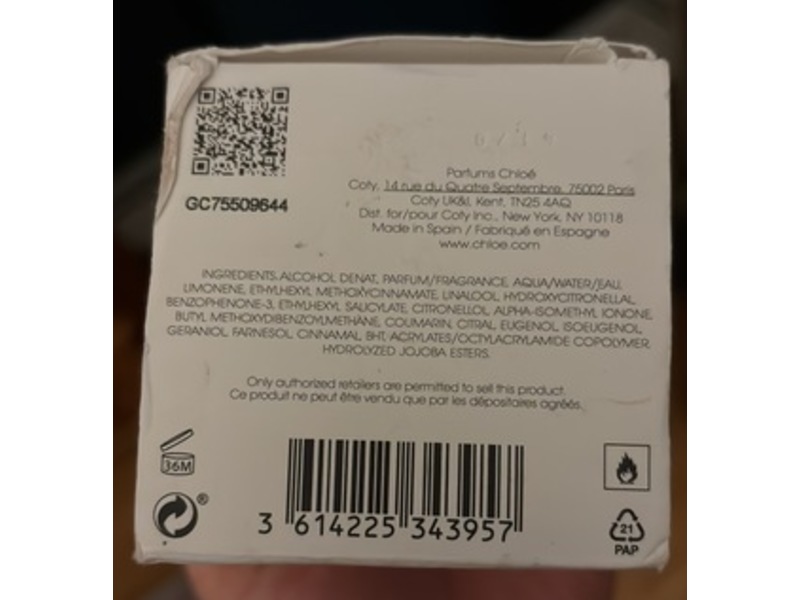 GC75509644
Parfums Chloé
Coty, 14 rue du Quatre Septembre, 75002 Paris
Coty UK&I, Kent, TN25 4AQ
Dist. for/pour Coty Inc., New York, NY 10118
Made in Spain / Fabriqué en Espagne
www.chloe.com
INGREDIENTS: ALCOHOL DENAT, PARFUM/FRAGRANCE, AQUA/WATER/EAU,
LIMONENE, ETHYLHEXYL METHOXYCINNAMATE, LINALOOL, HYDROXYCITRONELLAL,
BENZOPHENONE-3, ETHYLHEXYL SALICYLATE, CITRONELLOL, ALPHA-ISOMETHYL IONONE,
BUTYL METHOXYDIBENZOYLMETHANE, COUMARIN, CITRAL, EUGENOL, ISOEUGENOL,
GERANIOL, FARNESOL, CINNAMAL, BHT, ACRYLATES/OCTYLACRYLAMIDE COPOLYMER,
HYDROLYZED JOJOBA ESTERS.
Only authorized retailers are permitted to sell this product.
Ce produit ne peut être vendu que par les dépositaires agréés.
36M
®
3 614225 343957
21
PAP